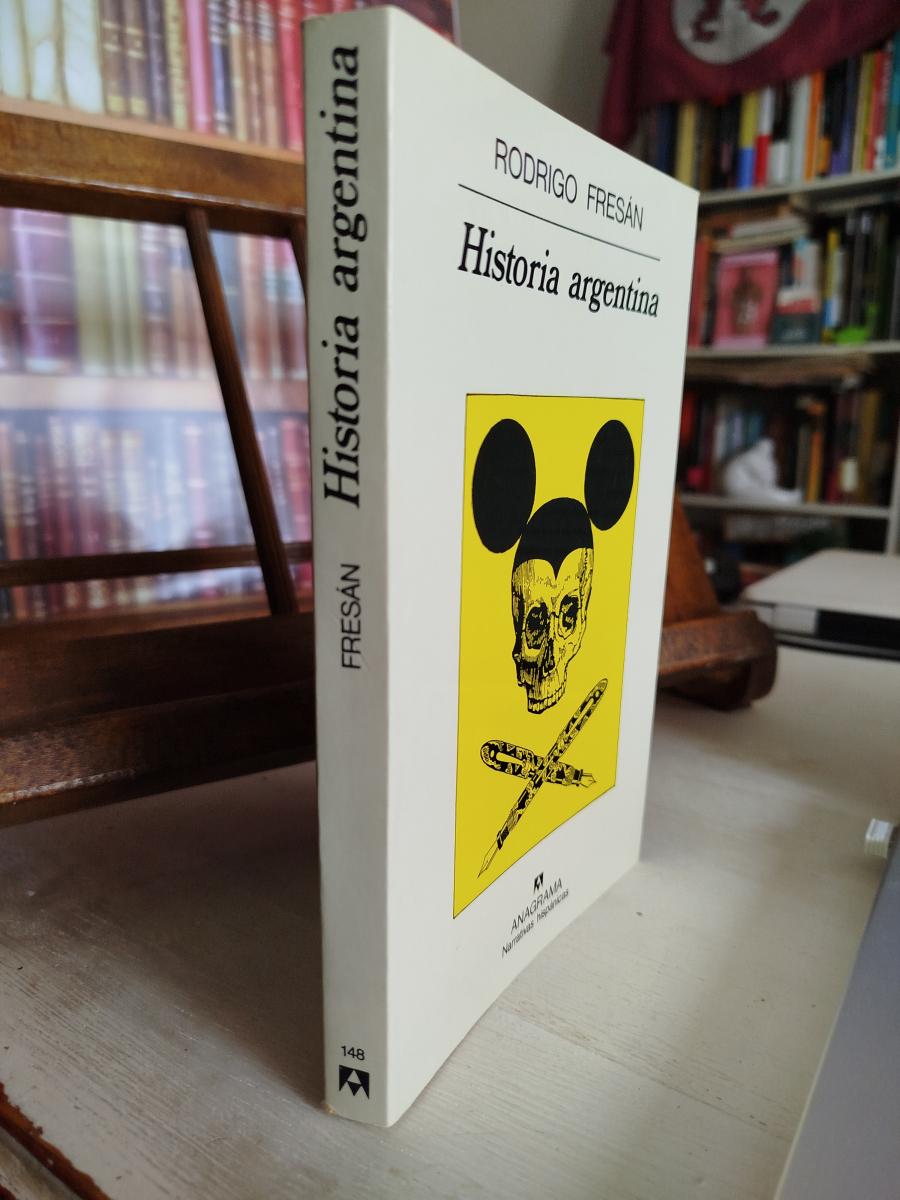 Historia argentina
FRESÁN
148
RODRIGO FRESÁN
Historia argentina
ANAGRAMA
Narrativas hispánicas